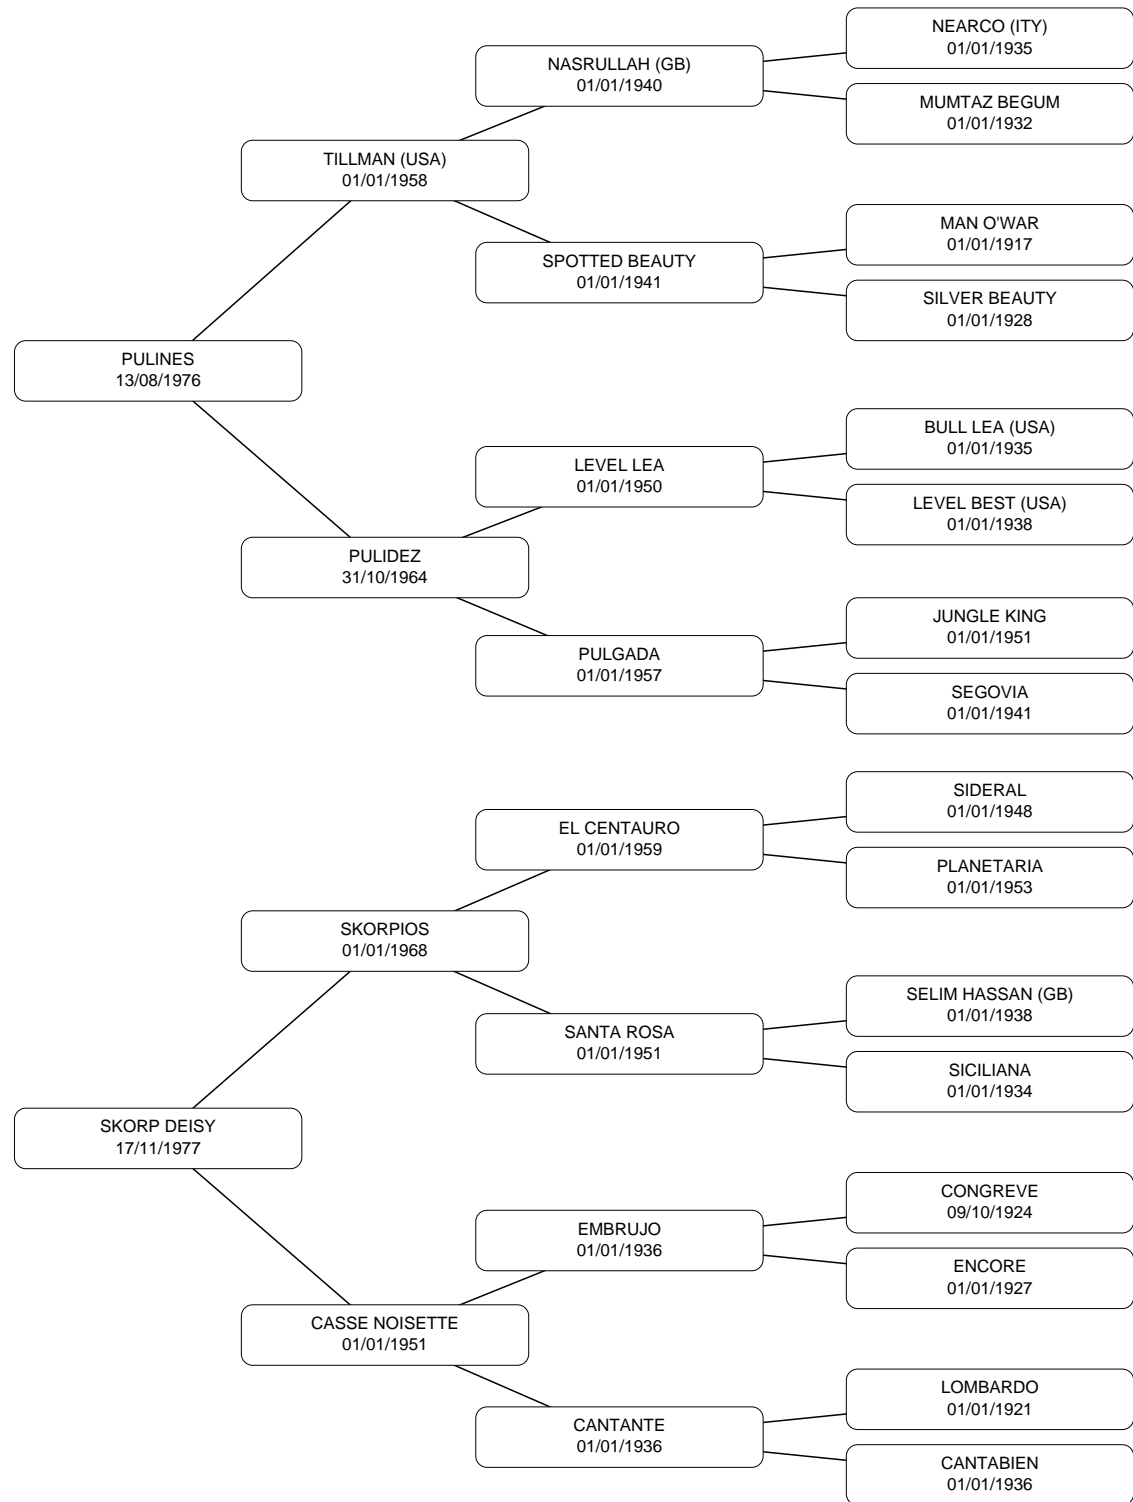 NEARCO (ITY)
01/01/1935
NASRULLAH (GB)
01/01/1940
MUMTAZ BEGUM
01/01/1932
TILLMAN (USA)
01/01/1958
MAN O'WAR
01/01/1917
SPOTTED BEAUTY
01/01/1941
SILVER BEAUTY
01/01/1928
PULINES
13/08/1976
BULL LEA (USA)
01/01/1935
LEVEL LEA
01/01/1950
LEVEL BEST (USA)
01/01/1938
PULIDEZ
31/10/1964
JUNGLE KING
01/01/1951
PULGADA
01/01/1957
SEGOVIA
01/01/1941
SIDERAL
01/01/1948
EL CENTAURO
01/01/1959
PLANETARIA
01/01/1953
SKORPIOS
01/01/1968
SELIM HASSAN (GB)
01/01/1938
SANTA ROSA
01/01/1951
SICILIANA
01/01/1934
SKORP DEISY
17/11/1977
CONGREVE
09/10/1924
EMBRUJO
01/01/1936
ENCORE
01/01/1927
CASSE NOISETTE
01/01/1951
LOMBARDO
01/01/1921
CANTANTE
01/01/1936
CANTABIEN
01/01/1936